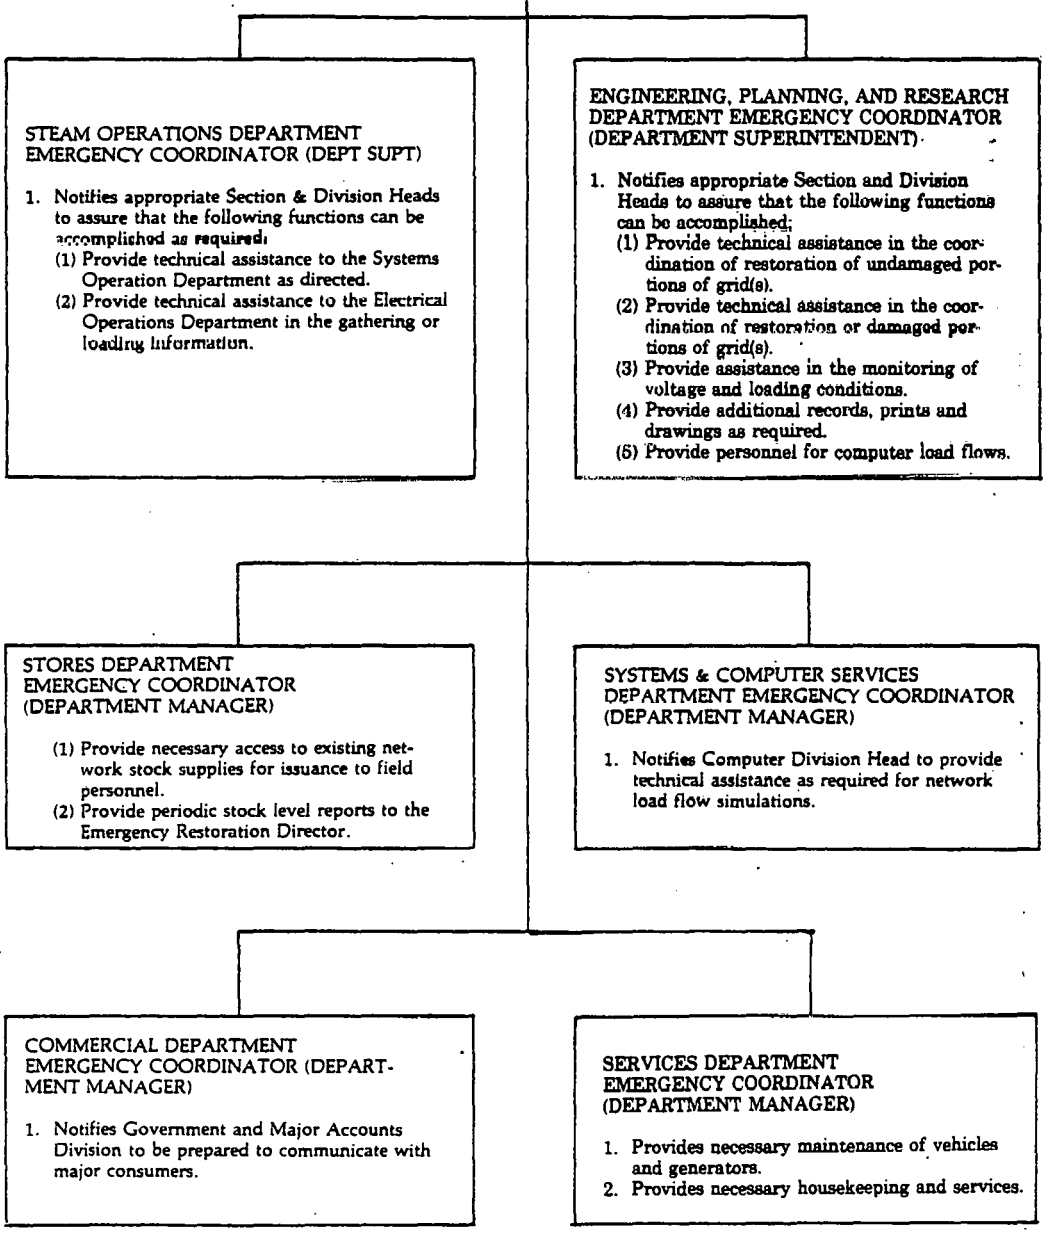 STEAM OPERATIONS DEPARTMENT
EMERGENCY COORDINATOR (DEPT SUPT)
1. Notifies appropriate Section & Division Heads
to assure that the following functions can be
accomplished as required:
(1) Provide technical assistance to the Systems
Operation Department as directed.
(2) Provide technical assistance to the Electrical
Operations Department in the gathering or
loading information.
ENGINEERING, PLANNING, AND RESEARCH
DEPARTMENT EMERGENCY COORDINATOR
(DEPARTMENT SUPERINTENDENT)
1. Notifies appropriate Section and Division
Heads to assure that the following functions
can be accomplished;
(1) Provide technical assistance in the coor-
dination of restoration of undamaged por-
tions of grid(s).
(2) Provide technical assistance in the coor-
dination of restoration or damaged por-
tions of grid(s).
(3) Provide assistance in the monitoring of
voltage and loading conditions.
(4) Provide additional records, prints and
drawings as required.
(5) Provide personnel for computer load flows.
STORES DEPARTMENT
EMERGENCY COORDINATOR
(DEPARTMENT MANAGER)
(1) Provide necessary access to existing net-
work stock supplies for issuance to field
personnel.
(2) Provide periodic stock level reports to the
Emergency Restoration Director.
SYSTEMS & COMPUTER SERVICES
DEPARTMENT EMERGENCY COORDINATOR
(DEPARTMENT MANAGER)
1. Notifies Computer Division Head to provide
technical assistance as required for network
load flow simulations.
COMMERCIAL DEPARTMENT
EMERGENCY COORDINATOR (DEPART-
MENT MANAGER)
1. Notifies Government and Major Accounts
Division to be prepared to communicate with
major consumers.
SERVICES DEPARTMENT
EMERGENCY COORDINATOR
(DEPARTMENT MANAGER)
1. Provides necessary maintenance of vehicles
and generators.
2. Provides necessary housekeeping and services.